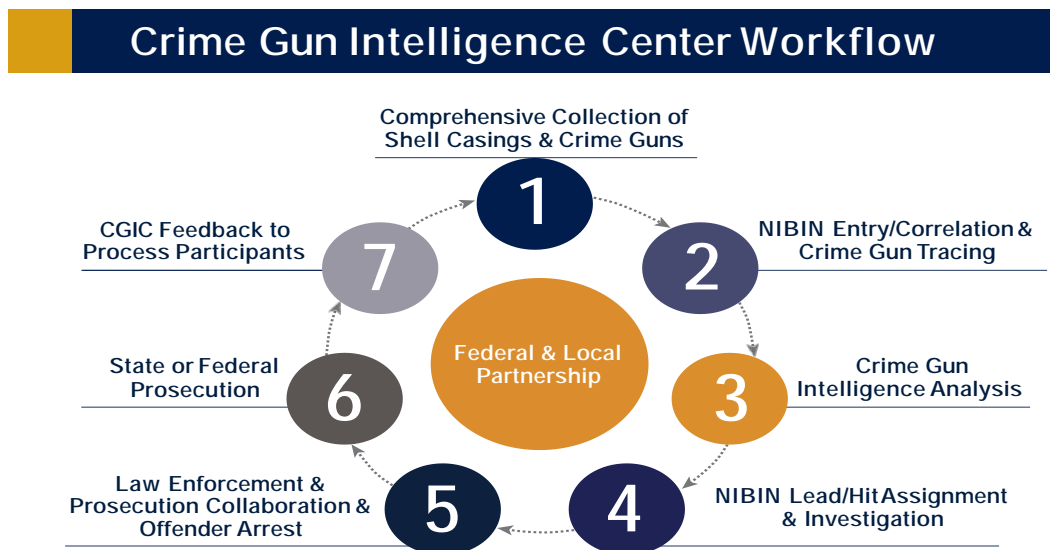 Crime Gun Intelligence Center Workflow
Comprehensive Collection of
Shell Casings & Crime Guns
1
NIBIN Entry/Correlation &
Crime Gun Tracing
2
Crime Gun
Intelligence Analysis
3
NIBIN Lead/Hit Assignment
& Investigation
4
Law Enforcement &
Prosecution Collaboration &
Offender Arrest
5
State or Federal
Prosecution
6
CGIC Feedback to
Process Participants
7
Federal & Local
Partnership